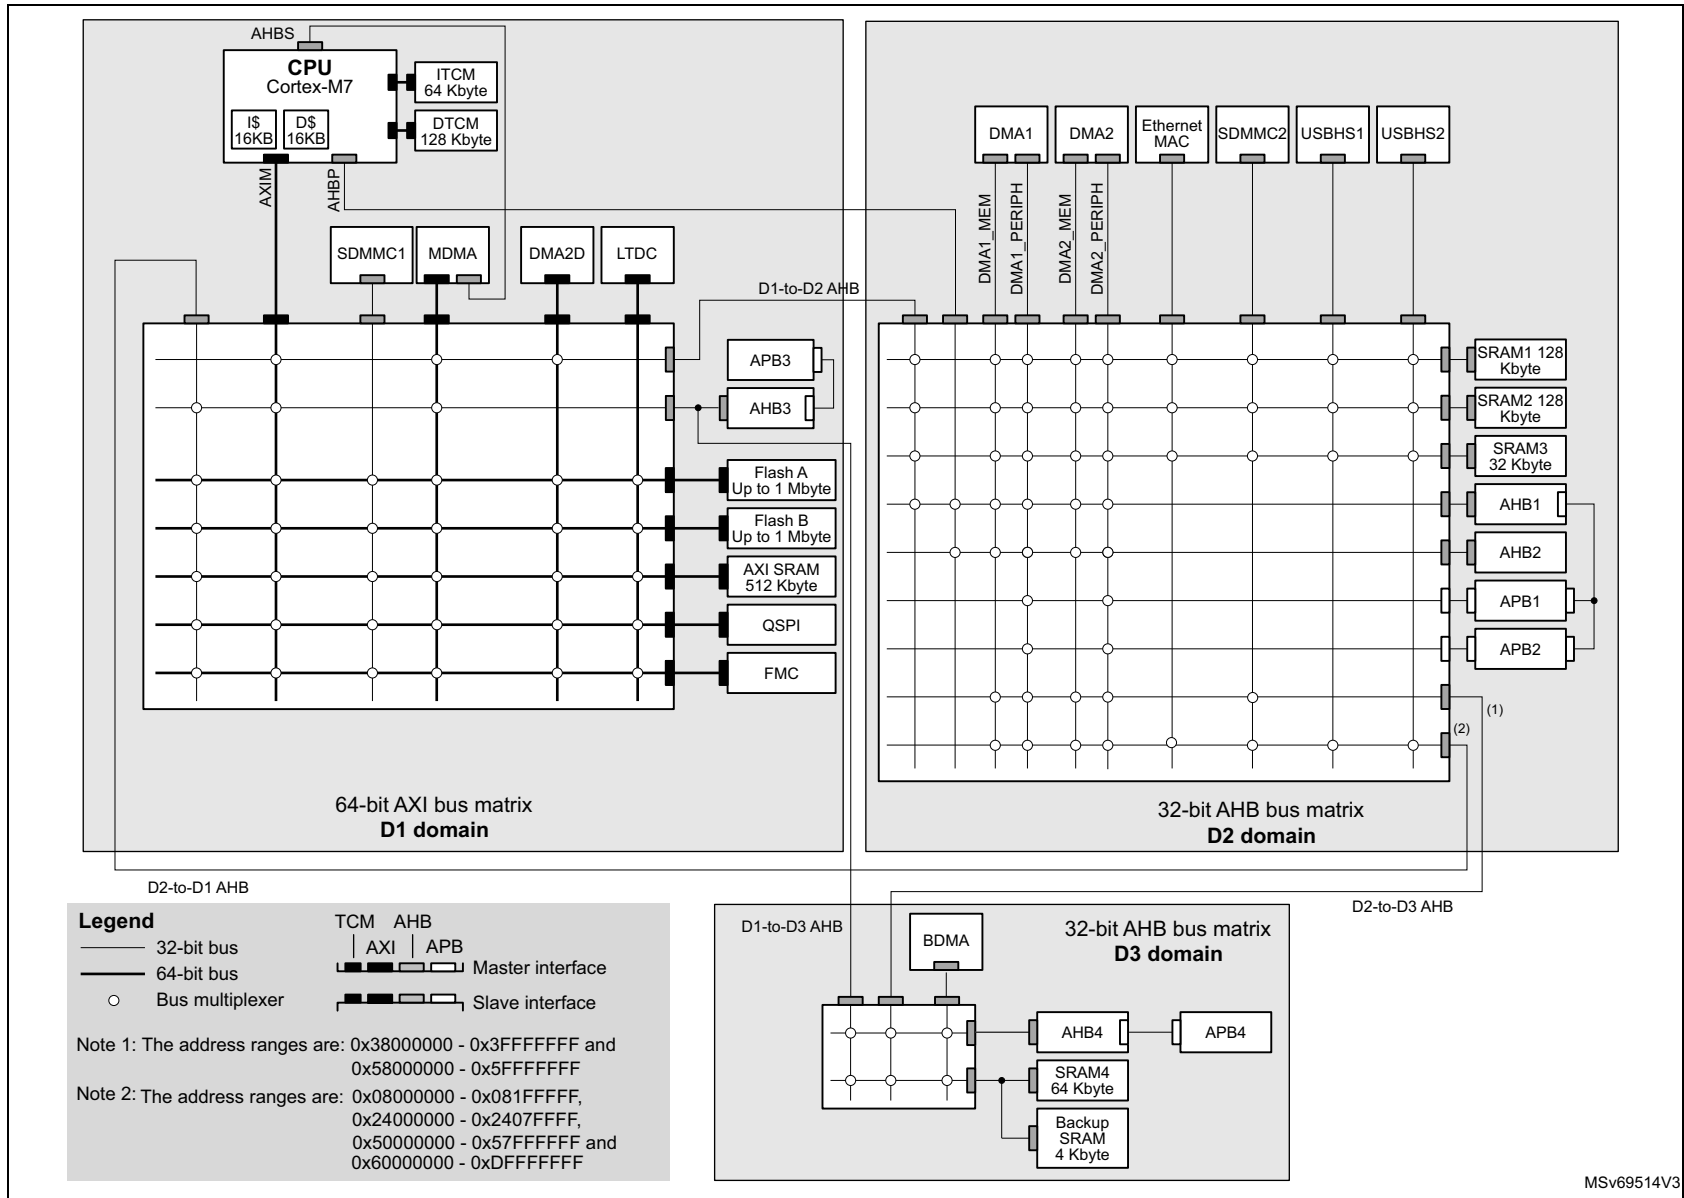 AHBS
CPU
Cortex-M7
I$
16KB
D$
16KB
ITCM
64 Kbyte
DTCM
128 Kbyte
AXIM
AHBP
SDMMC1
MDMA
DMA2D
LTDC
D1-to-D2 AHB
APB3
AHB3
Flash A
Up to 1 Mbyte
Flash B
Up to 1 Mbyte
AXI SRAM
512 Kbyte
QSPI
FMC
64-bit AXI bus matrix
D1 domain
DMA1
DMA2
Ethernet
MAC
SDMMC2
USBHS1
USBHS2
DMA1_MEM
DMA1_PERIPH
DMA2_MEM
DMA2_PERIPH
SRAM1 128
Kbyte
SRAM2 128
Kbyte
SRAM3
32 Kbyte
AHB1
AHB2
APB1
APB2
(1)
(2)
32-bit AHB bus matrix
D2 domain
D2-to-D1 AHB
D2-to-D3 AHB
D1-to-D3 AHB
BDMA
32-bit AHB bus matrix
D3 domain
AHB4
APB4
SRAM4
64 Kbyte
Backup
SRAM
4 Kbyte
Legend
32-bit bus
64-bit bus
Bus multiplexer
TCM AHB
AXI APB
Master interface
Slave interface
Note 1: The address ranges are: 0x38000000 - 0x3FFFFFFF and
0x58000000 - 0x5FFFFFFF
Note 2: The address ranges are: 0x08000000 - 0x081FFFFF,
0x24000000 - 0x2407FFFF,
0x50000000 - 0x57FFFFFF and
0x60000000 - 0xDFFFFFFF
MSv69514V3